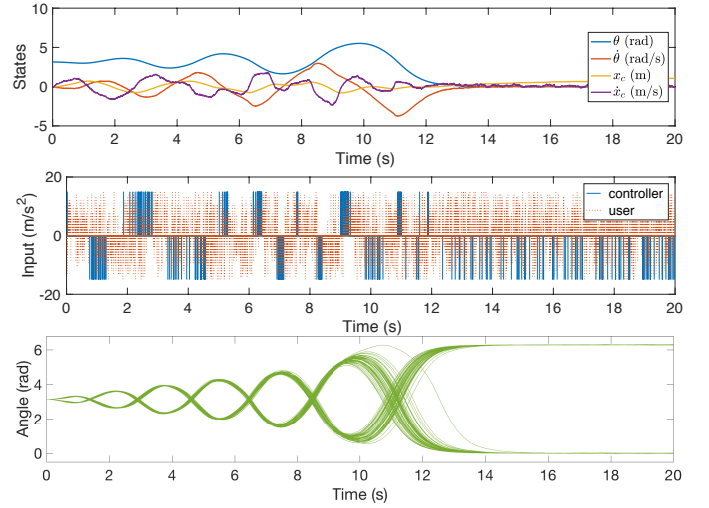 10
5
0
-5
States
θ (rad)
θ̇ (rad/s)
x_c (m)
ẋ_c (m/s)
0 2 4 6 8 10 12 14 16 18 20
Time (s)
20
0
-20
Input (m/s²)
controller
user
0 2 4 6 8 10 12 14 16 18 20
Time (s)
6
4
2
0
Angle (rad)
0 2 4 6 8 10 12 14 16 18 20
Time (s)